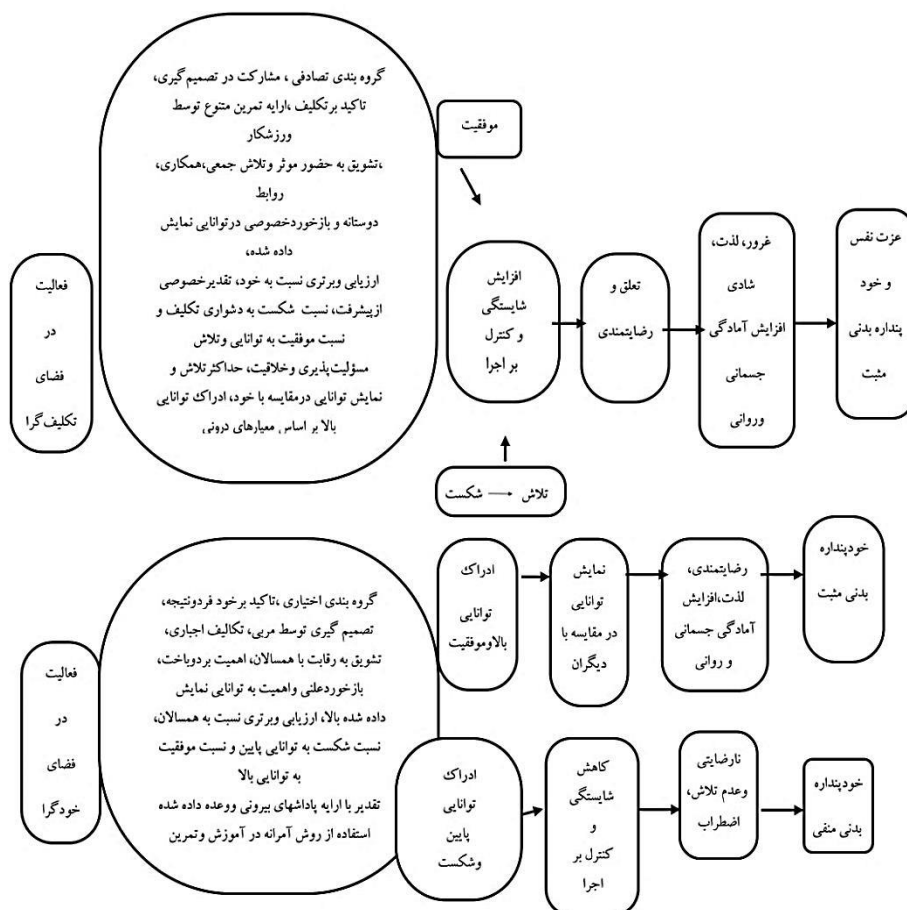 گروه بندی تصادفی ، مشارکت در تصمیم‌گیری،
تاکید برتکلیف ،ارایه تمرین متنوع توسط
ورزشکار
،تشویق به حضور موثر وتلاش جمعی،همکاری،
روابط
دوستانه و بازخوردخصوصی درتوانایی نمایش
داده شده،
ارزیابی وبرتری نسبت به خود، تقدیرخصوصی
ازپیشرفت، نسبت شکست به دشواری تکلیف و
نسبت موفقیت به توانایی وتلاش
مسؤلیت‌پذیری وخلاقیت، حداکثرتلاش و
نمایش توانایی درمقایسه با خود، ادراک توانایی
بالا بر اساس معیارهای درونی
موفقیت
فعالیت
در
فضای
تکلیف‌گرا
افزایش
شایستگی
و کنترل
بر اجرا
تعلق و
رضایتمندی
غرور، لذت،
شادی
افزایش آمادگی
جسمانی
وروانی
عزت نفس
و خود
پنداره بدنی
مثبت
تلاش
شکست
فعالیت
در
فضای
خودگرا
گروه بندی اختیاری ،تاکید برخود فردونتیجه،
تصمیم گیری توسط مربی، تکالیف اجباری،
تشویق به رقابت با همسالان، اهمیت بردوباخت،
بازخوردعلنی واهمیت به توانایی نمایش
داده شده بالا، ارزیابی وبرتری نسبت به همسالان،
نسبت شکست به توانایی پایین و نسبت موفقیت
به توانایی بالا
تقدیر با ارایه پاداشهای بیرونی ووعده داده شده
استفاده از روش آمرانه در آموزش وتمرین
ادراک
توانایی
بالاوموفقیت
نمایش
توانایی
در مقایسه با
دیگران
رضایتمندی،
لذت،افزایش
آمادگی جسمانی
و روانی
خودپنداره
بدنی مثبت
ادراک
توانایی
پایین
وشکست
کاهش
شایستگی
و
کنترل بر
اجرا
نارضایتی
وعدم تلاش،
اضطراب
خودپنداره
بدنی منفی